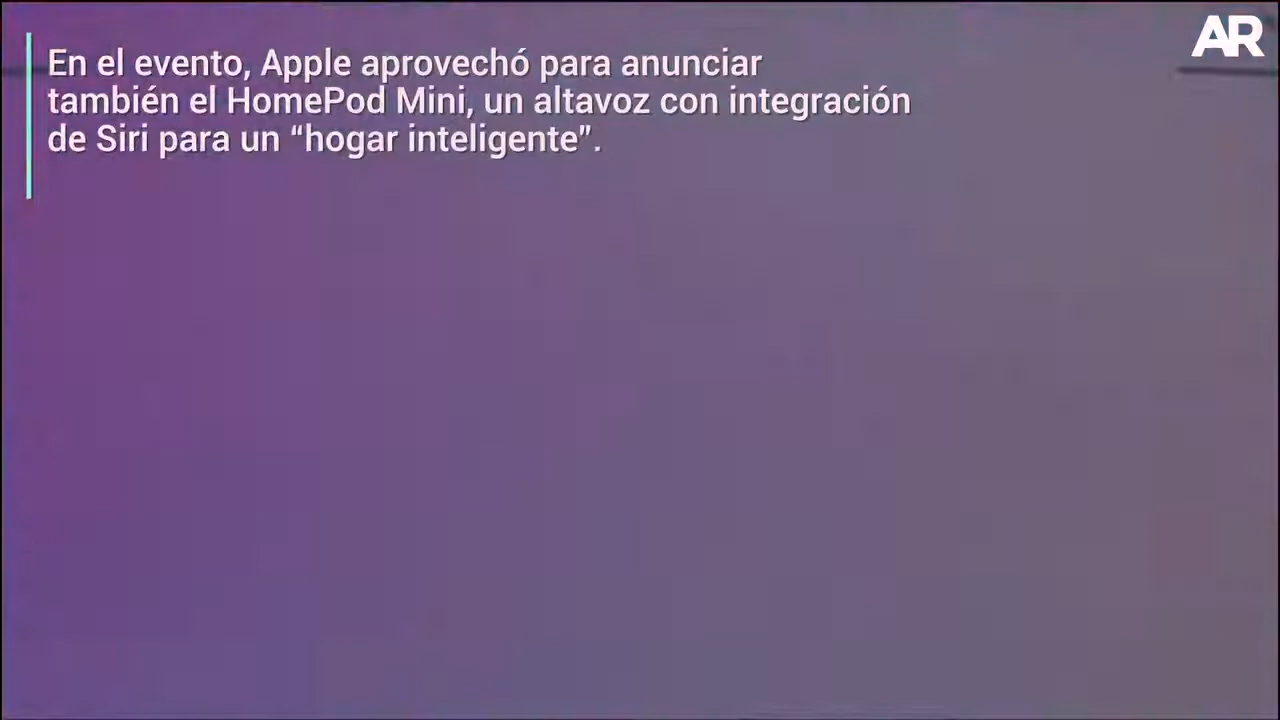 AR
En el evento, Apple aprovechó para anunciar
también el HomePod Mini, un altavoz con integración
de Siri para un “hogar inteligente”.